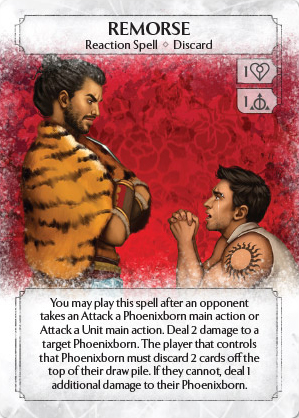 REMORSE
Reaction Spell ◇ Discard
1
1
You may play this spell after an opponent
takes an Attack a Phoenixborn main action or
Attack a Unit main action. Deal 2 damage to a
target Phoenixborn. The player that controls
that Phoenixborn must discard 2 cards off the
top of their draw pile. If they cannot, deal 1
additional damage to their Phoenixborn.